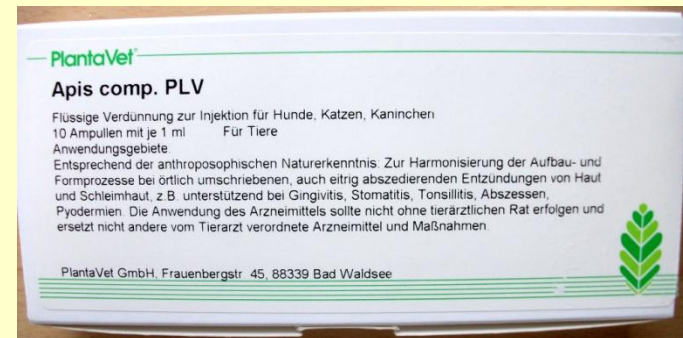 PlantaVet
Apis comp. PLV
Flüssige Verdünnung zur Injektion für Hunde, Katzen, Kaninchen
10 Ampullen mit je 1 ml Für Tiere
Anwendungsgebiete:
Entsprechend der anthroposophischen Naturerkenntnis: Zur Harmonisierung der Aufbau- und
Formprozesse bei örtlich umschriebenen, auch eitrig abszedierenden Entzündungen von Haut
und Schleimhaut, z.B. unterstützend bei Gingivitis, Stomatitis, Tonsillitis, Abszessen,
Pyodermien. Die Anwendung des Arzneimittels sollte nicht ohne tierärztlichen Rat erfolgen und
ersetzt nicht andere vom Tierarzt verordnete Arzneimittel und Maßnahmen.
PlantaVet GmbH, Frauenbergstr. 45, 88339 Bad Waldsee